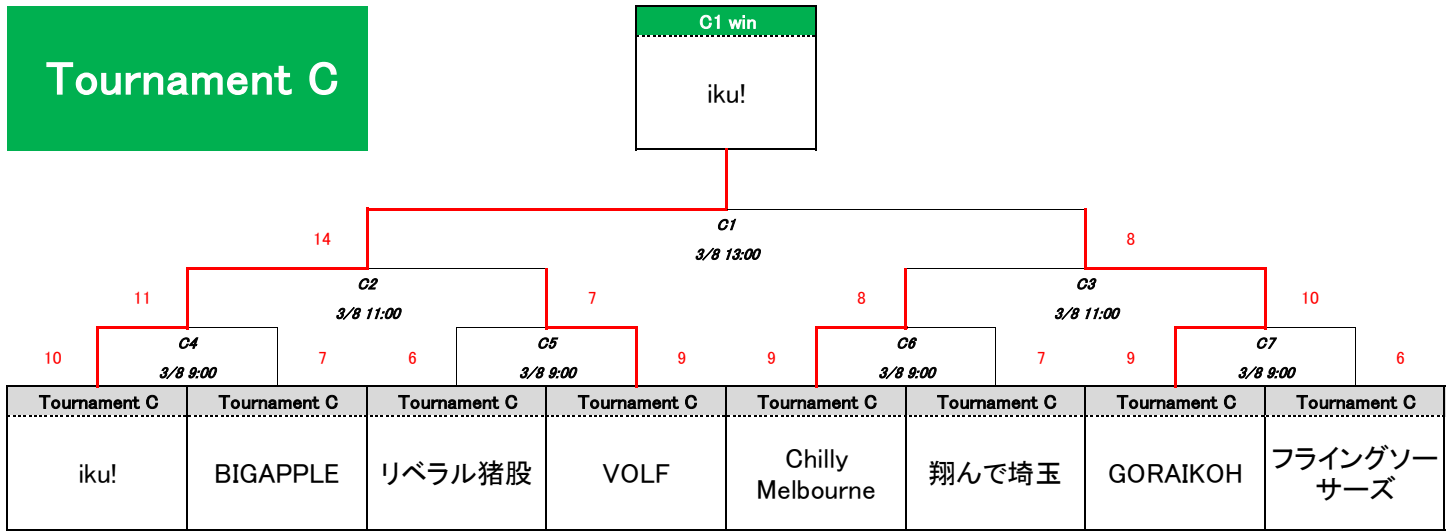 C1 win
Tournament C
iku!
C1
14
8
3/8 13:00
C2
C3
11
7
8
10
3/8 11:00
3/8 11:00
C4
C5
C6
C7
10
7
6
9
9
7
9
6
3/8 9:00
3/8 9:00
3/8 9:00
3/8 9:00
Tournament C
Tournament C
Tournament C
Tournament C
Tournament C
Tournament C
Tournament C
Tournament C
iku!
BIGAPPLE
リベラル猪股
VOLF
Chilly
Melbourne
翔んで埼玉
GORAIKOH
フライングソー
サーズ